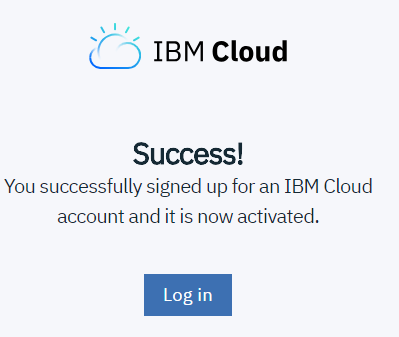 IBM Cloud
Success!
You successfully signed up for an IBM Cloud
account and it is now activated.
Log in